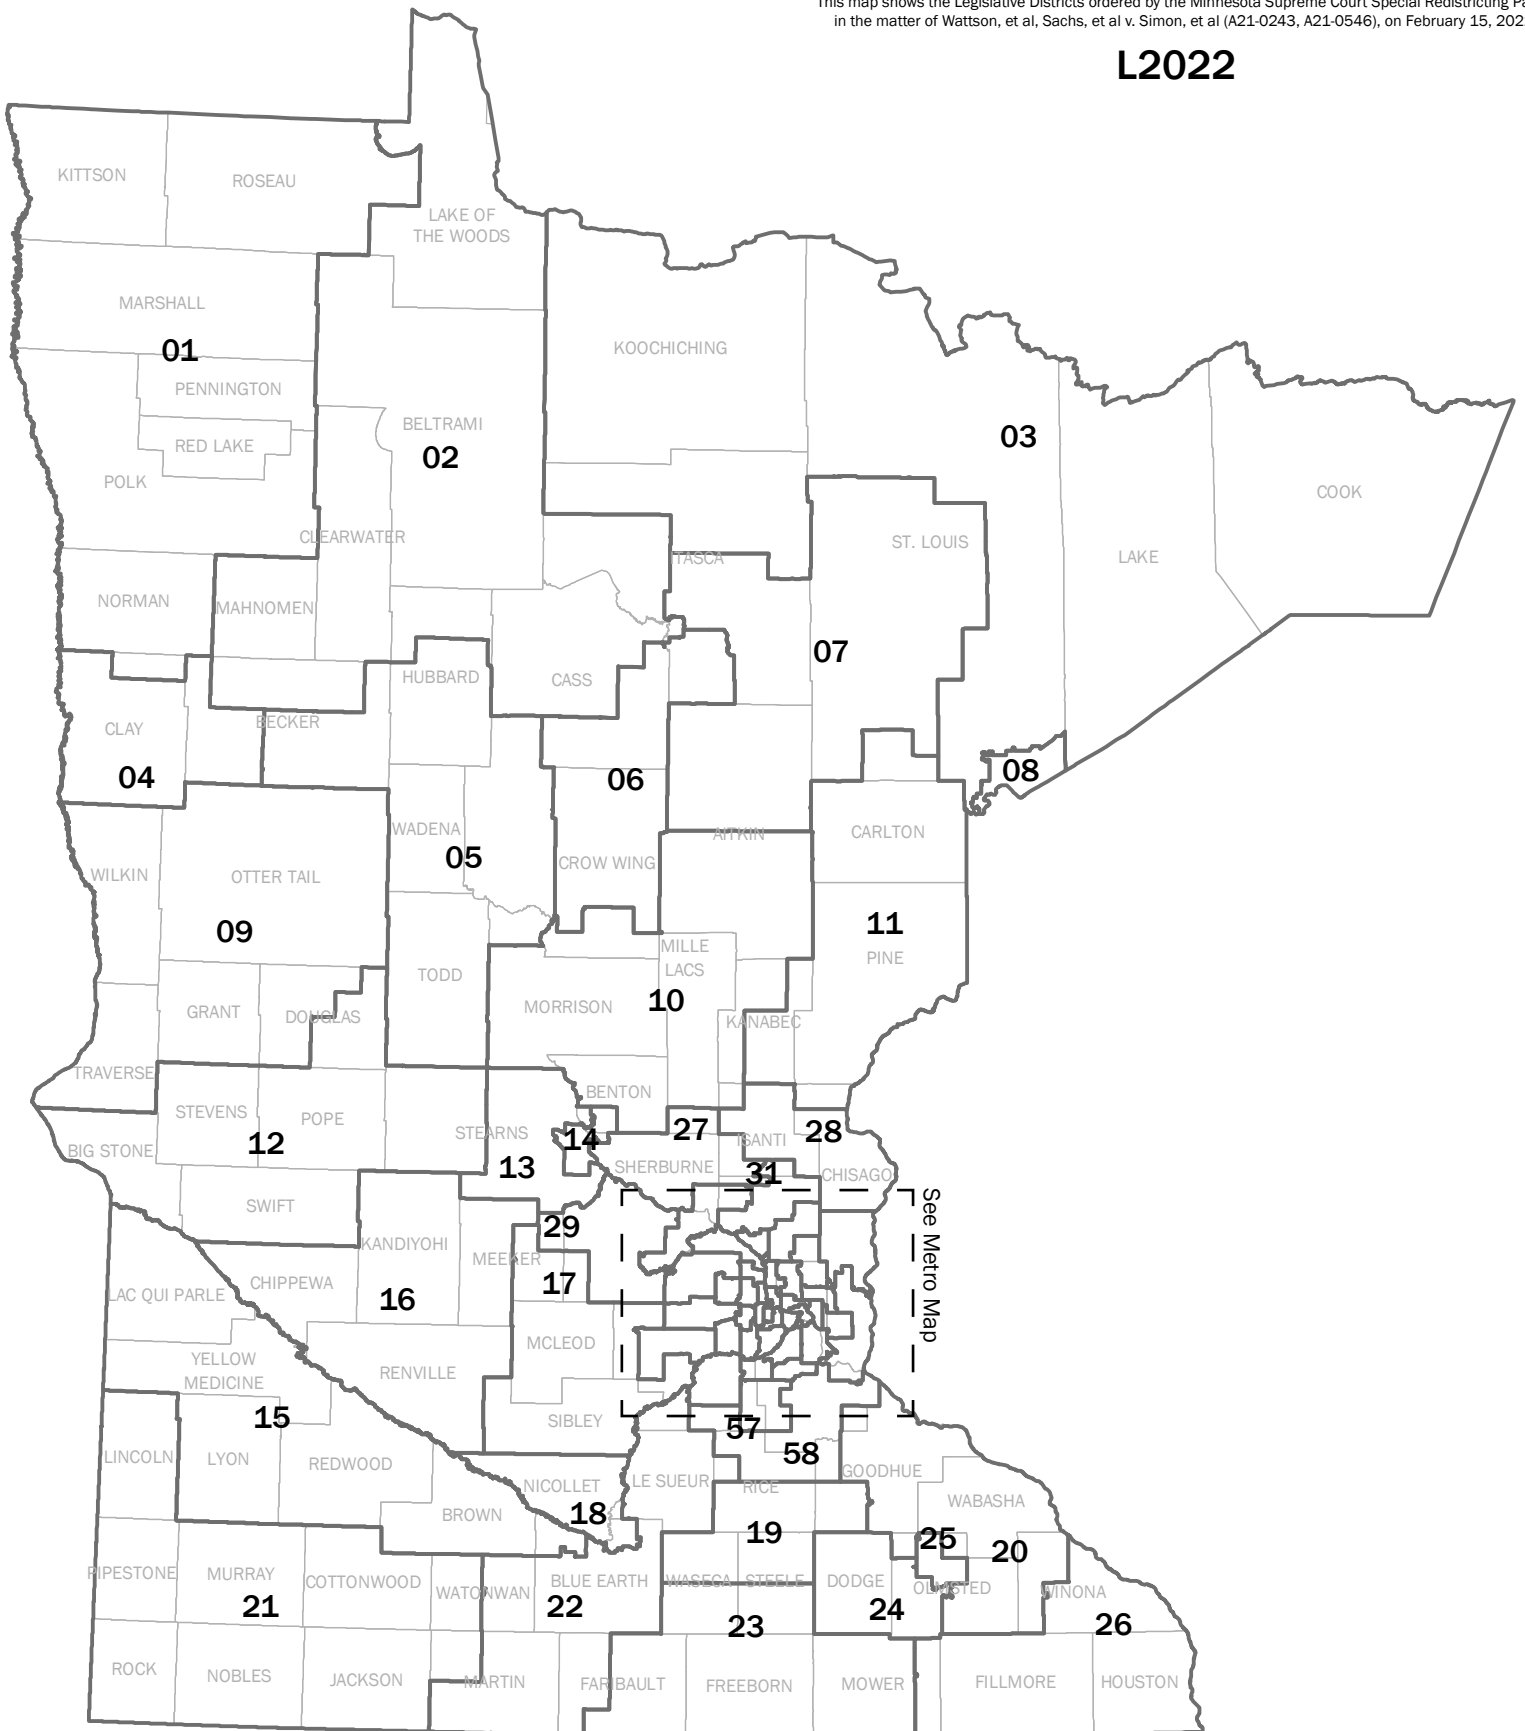 This map shows the Legislative Districts ordered by the Minnesota Supreme Court Special Redistricting
in the matter of Wattson, et al, Sachs, et al v. Simon, et al (A21-0243, A21-0546), on February 15,
L2022
KITTSON
ROSEAU
LAKE OF
THE WOODS
MARSHALL
01
KOOCHICHING
PENNINGTON
BELTRAMI
02
03
RED LAKE
POLK
COOK
CLEARWATER
ST. LOUIS
ITASCA
LAKE
NORMAN
MAHNOMEN
07
HUBBARD
CASS
CLAY
BECKER
04
06
08
WADENA
AITKIN
CARLTON
05
CROW WING
WILKIN
OTTER TAIL
09
11
MILLE
LACS
PINE
TODD
10
MORRISON
GRANT
DOUGLAS
KANABEC
TRAVERSE
BENTON
STEVENS
POPE
27
28
STEARNS
14
ISANTI
12
BIG STONE
13
SHERBURNE
31
CHISAGO
SWIFT
See Metro Map
29
KANDIYOHI
MEEKER
17
CHIPPEWA
LAC QUI PARLE
16
MCLEOD
YELLOW
MEDICINE
RENVILLE
15
SIBLEY
57
58
LINCOLN
LYON
REDWOOD
GOODHUE
LE SUEUR
NICOLLET
RICE
WABASHA
BROWN
18
19
25
20
PIPESTONE
MURRAY
COTTONWOOD
WATONWAN
BLUE EARTH
WASECA
STEELE
DODGE
OLMSTED
WINONA
21
22
24
23
26
ROCK
NOBLES
JACKSON
MARTIN
FARIBAULT
FREEBORN
MOWER
FILLMORE
HOUSTON